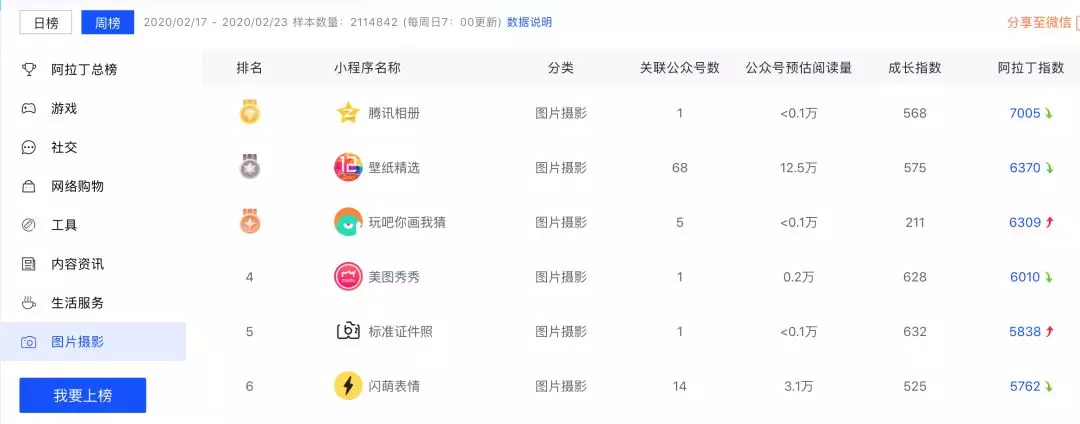 日榜 周榜 2020/02/17 - 2020/02/23 样本数量：2114842 (每周日7：00更新) 数据说明 分享至微信
阿拉丁总榜
游戏
社交
网络购物
工具
内容资讯
生活服务
图片摄影
我要上榜
排名 小程序名称 分类 关联公众号数 公众号预估阅读量 成长指数 阿拉丁指数
腾讯相册 图片摄影 1 <0.1万 568 7005
12 壁纸精选 图片摄影 68 12.5万 575 6370
玩吧你画我猜 图片摄影 5 <0.1万 211 6309
4 美图秀秀 图片摄影 1 0.2万 628 6010
5 标准证件照 图片摄影 1 <0.1万 632 5838
6 闪萌表情 图片摄影 14 3.1万 525 5762